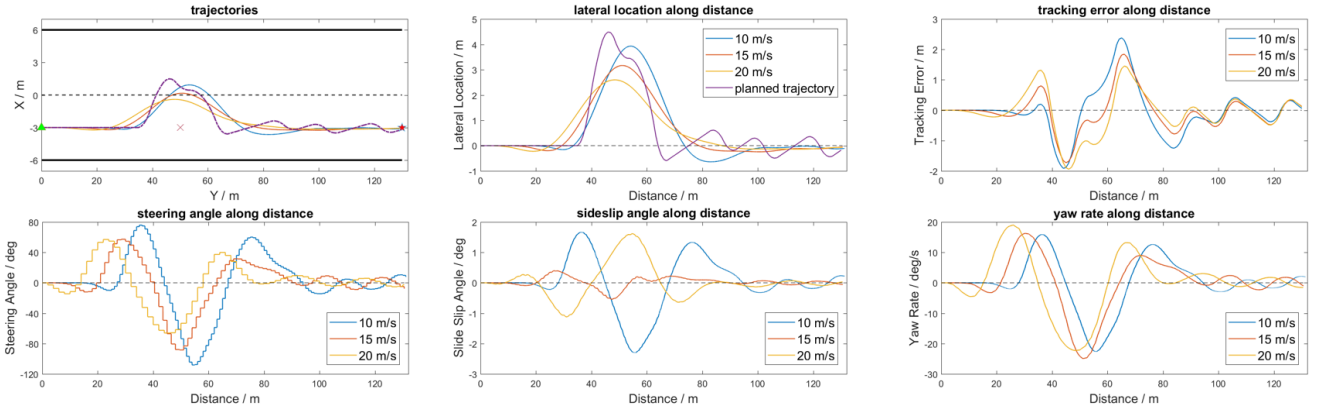 trajectories
6
3
0
-3
-6
X / m
0 20 40 60 80 100 120
Y / m
lateral location along distance
5
4
3
2
1
0
-1
Lateral Location / m
10 m/s
15 m/s
20 m/s
planned trajectory
0 20 40 60 80 100 120
Distance / m
tracking error along distance
3
2
1
0
-1
-2
Tracking Error / m
10 m/s
15 m/s
20 m/s
0 20 40 60 80 100 120
Distance / m
steering angle along distance
80
40
0
-40
-80
-120
Steering Angle / deg
10 m/s
15 m/s
20 m/s
0 20 40 60 80 100 120
Distance / m
sideslip angle along distance
2
1
0
-1
-2
-3
Slide Slip Angle / deg
10 m/s
15 m/s
20 m/s
0 20 40 60 80 100 120
Distance / m
yaw rate along distance
20
10
0
-10
-20
-30
Yaw Rate / deg/s
10 m/s
15 m/s
20 m/s
0 20 40 60 80 100 120
Distance / m